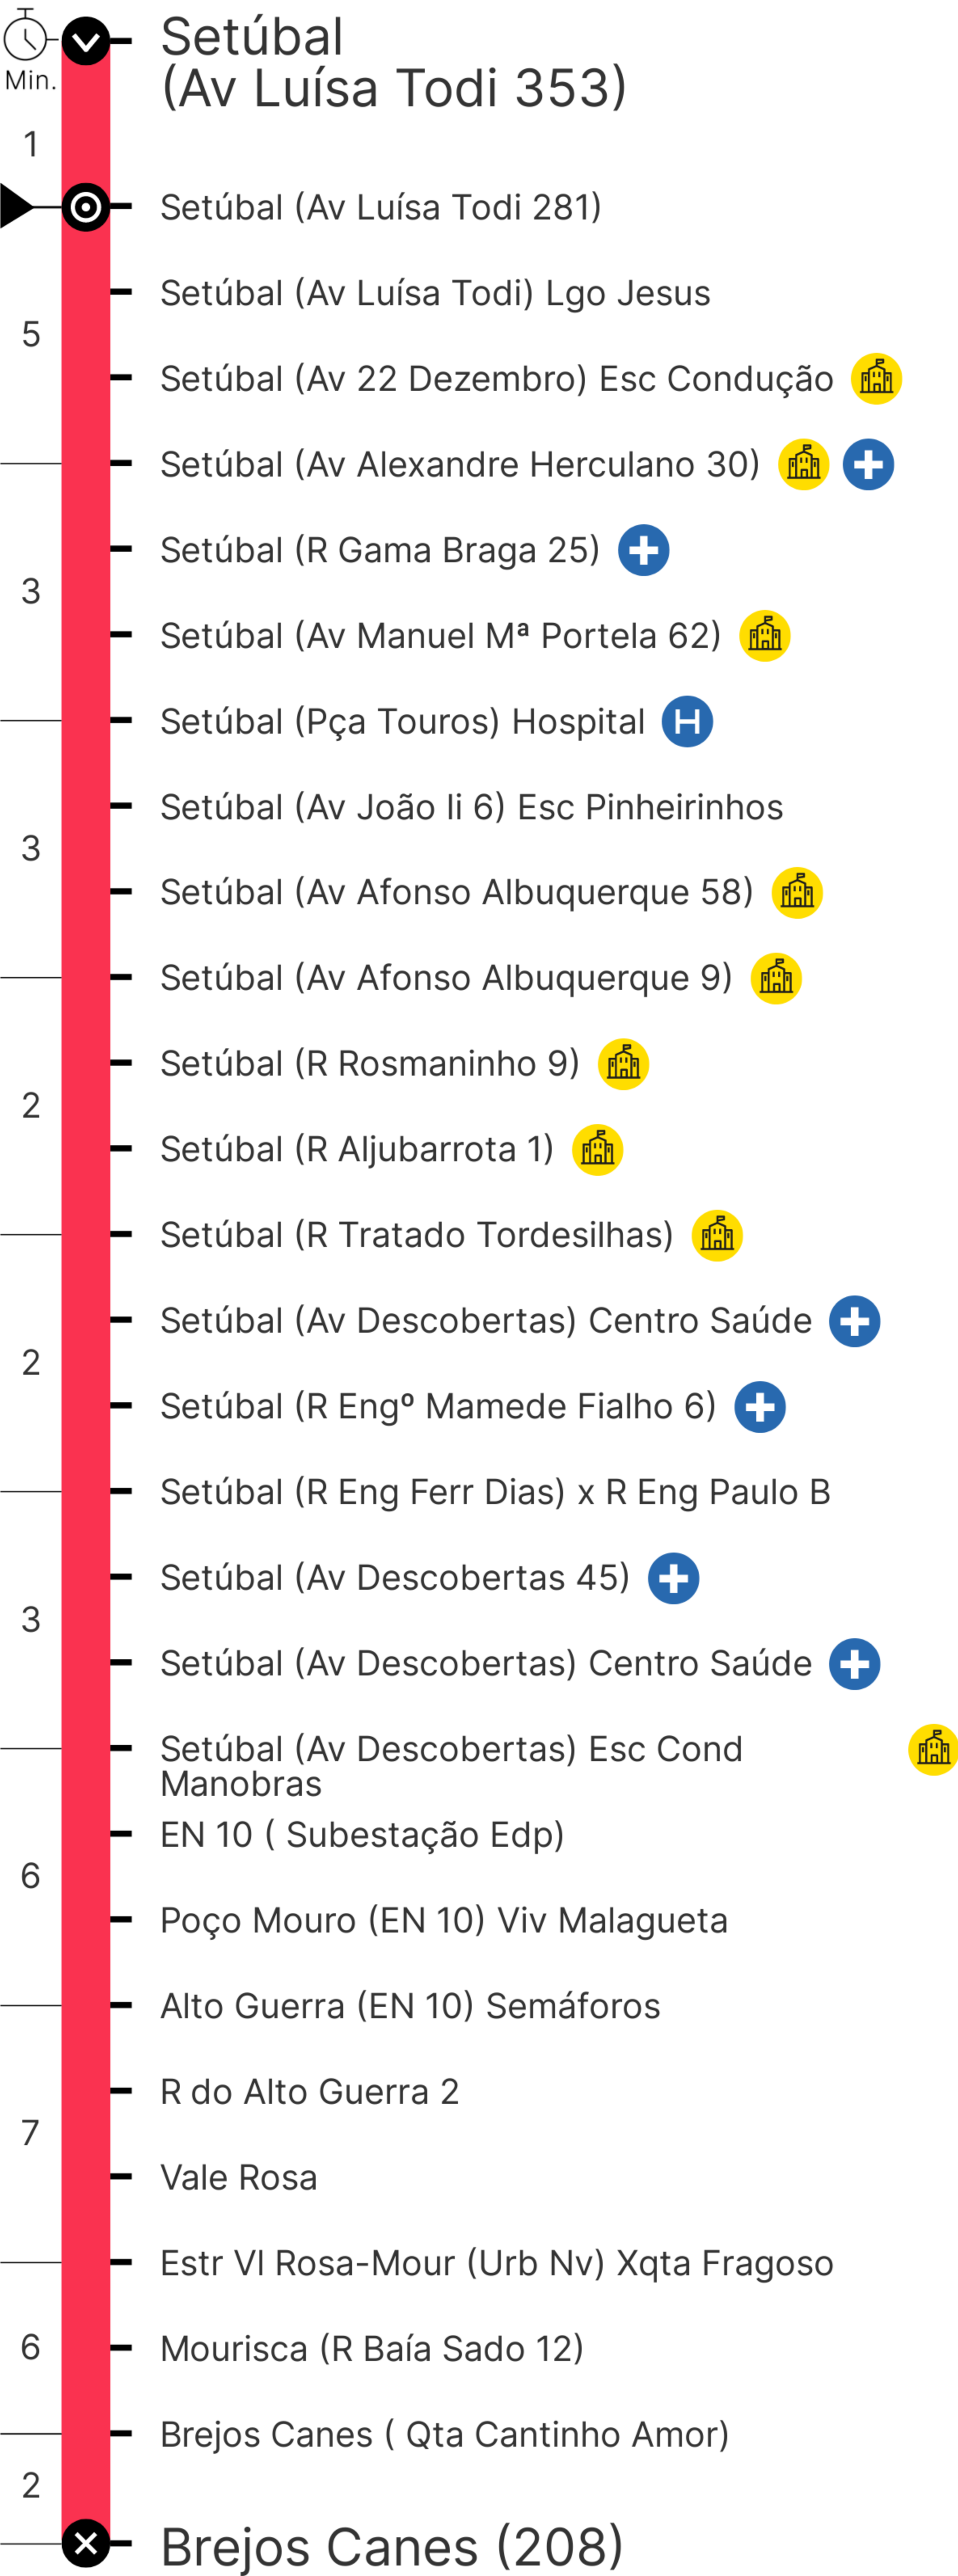 Setúbal
(Av Luísa Todi 353)
Min.
1
Setúbal (Av Luísa Todi 281)
Setúbal (Av Luísa Todi) Lgo Jesus
5
Setúbal (Av 22 Dezembro) Esc Condução
Setúbal (Av Alexandre Herculano 30)
Setúbal (R Gama Braga 25)
3
Setúbal (Av Manuel Mª Portela 62)
Setúbal (Pça Touros) Hospital H
Setúbal (Av João Ii 6) Esc Pinheirinhos
3
Setúbal (Av Afonso Albuquerque 58)
Setúbal (Av Afonso Albuquerque 9)
Setúbal (R Rosmaninho 9)
2
Setúbal (R Aljubarrota 1)
Setúbal (R Tratado Tordesilhas)
Setúbal (Av Descobertas) Centro Saúde
2
Setúbal (R Engº Mamede Fialho 6)
Setúbal (R Eng Ferr Dias) x R Eng Paulo B
Setúbal (Av Descobertas 45)
3
Setúbal (Av Descobertas) Centro Saúde
Setúbal (Av Descobertas) Esc Cond
Manobras
EN 10 ( Subestação Edp)
6
Poço Mouro (EN 10) Viv Malagueta
Alto Guerra (EN 10) Semáforos
R do Alto Guerra 2
7
Vale Rosa
Estr Vl Rosa-Mour (Urb Nv) Xqta Fragoso
6
Mourisca (R Baía Sado 12)
Brejos Canes ( Qta Cantinho Amor)
2
Brejos Canes (208)